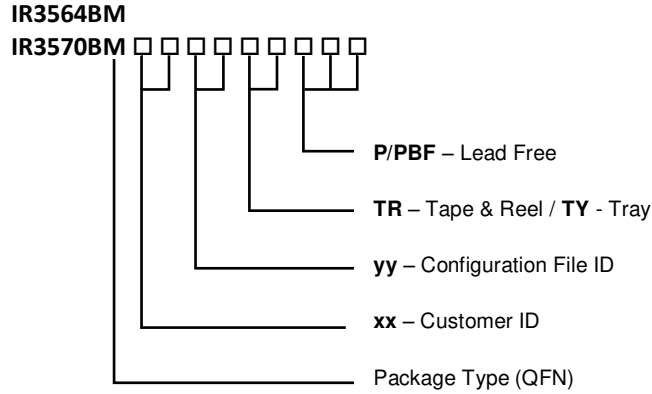 IR3564BM
IR3570BM □ □ □ □ □ □ □ □ □
P/PBF – Lead Free
TR – Tape & Reel / TY - Tray
yy – Configuration File ID
xx – Customer ID
Package Type (QFN)